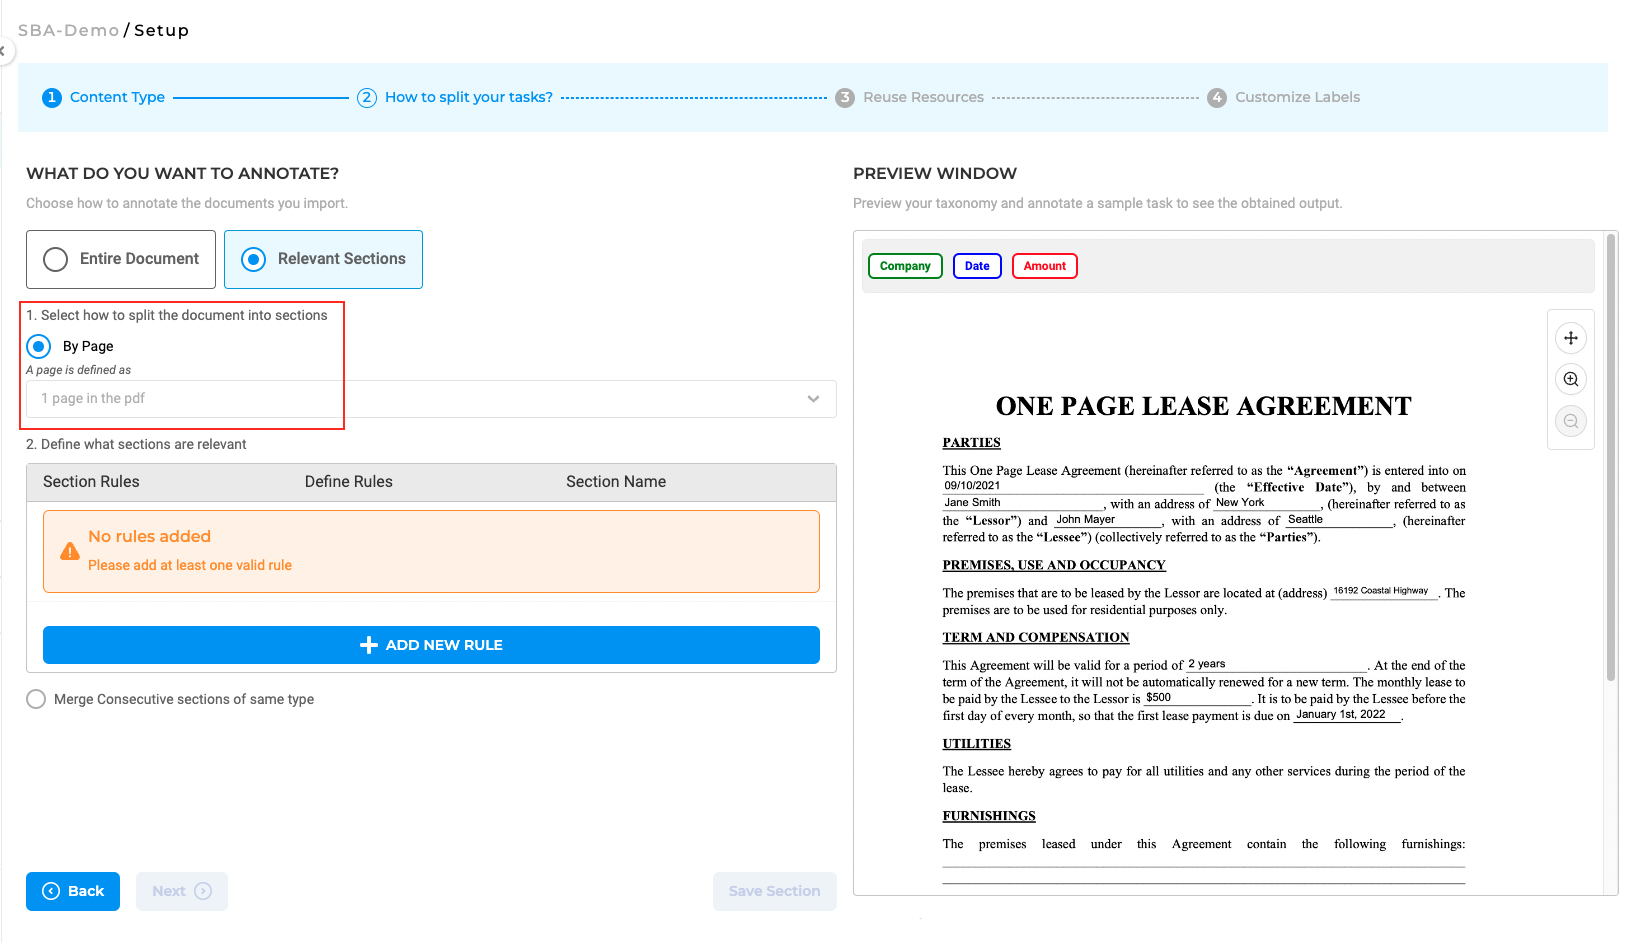 SBA-Demo / Setup
1 Content Type
2 How to split your tasks?
3 Reuse Resources
4 Customize Labels
WHAT DO YOU WANT TO ANNOTATE?
Choose how to annotate the documents you import.
Entire Document
Relevant Sections
1. Select how to split the document into sections
By Page
A page is defined as
1 page in the pdf
2. Define what sections are relevant
Section Rules Define Rules Section Name
No rules added
Please add at least one valid rule
ADD NEW RULE
Merge Consecutive sections of same type
Back
Next
Save Section
PREVIEW WINDOW
Preview your taxonomy and annotate a sample task to see the obtained output.
Company Date Amount
ONE PAGE LEASE AGREEMENT
PARTIES
This One Page Lease Agreement (hereinafter referred to as the “Agreement”) is entered into on
09/10/2021 (the “Effective Date”), by and between
Jane Smith, with an address of New York, (hereinafter referred to as
the “Lessor”) and John Mayer, with an address of Seattle, (hereinafter
referred to as the “Lessee”) (collectively referred to as the “Parties”).
PREMISES, USE AND OCCUPANCY
The premises that are to be leased by the Lessor are located at (address) 16192 Coastal Highway. The
premises are to be used for residential purposes only.
TERM AND COMPENSATION
This Agreement will be valid for a period of 2 years. At the end of the
term of the Agreement, it will not be automatically renewed for a new term. The monthly lease to
be paid by the Lessee to the Lessor is $500. It is to be paid by the Lessee before the
first day of every month, so that the first lease payment is due on January 1st, 2022.
UTILITIES
The Lessee hereby agrees to pay for all utilities and any other services during the period of the
lease.
FURNISHINGS
The premises leased under this Agreement contain the following furnishings: